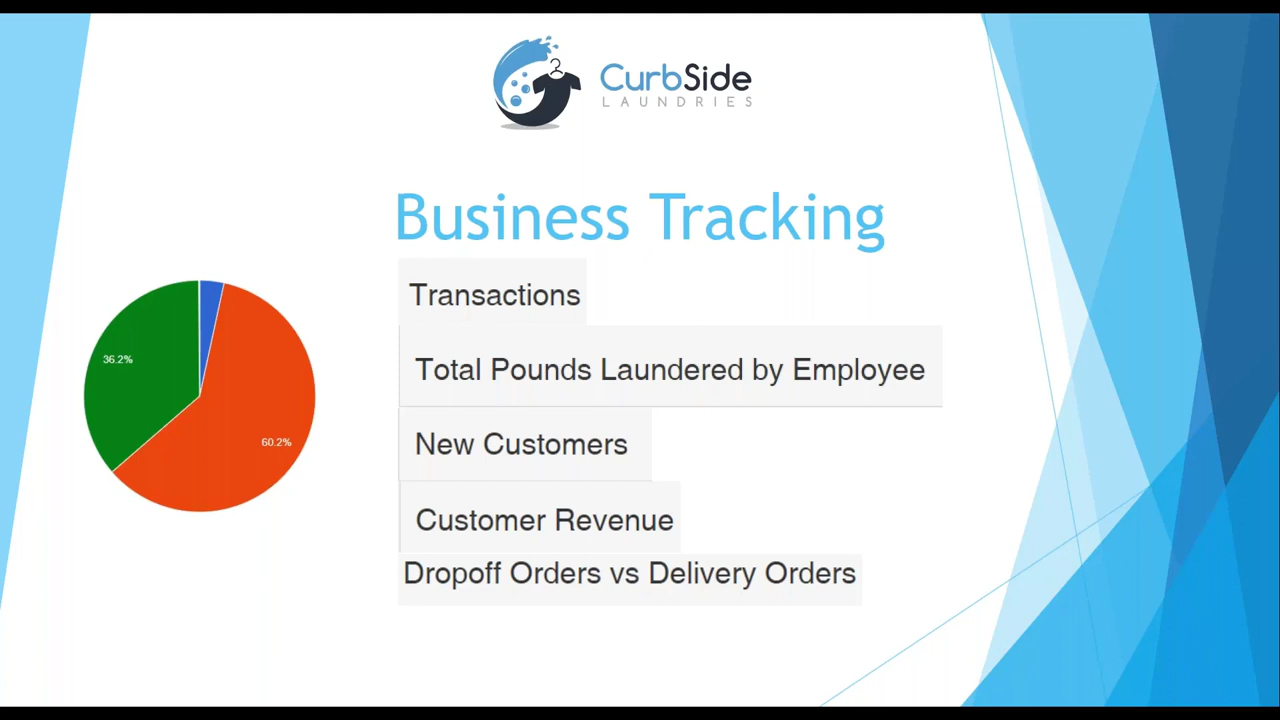 CurbSide
LAUNDRIES
Business Tracking
Transactions
Total Pounds Laundered by Employee
New Customers
Customer Revenue
Dropoff Orders vs Delivery Orders
36.2%
60.2%